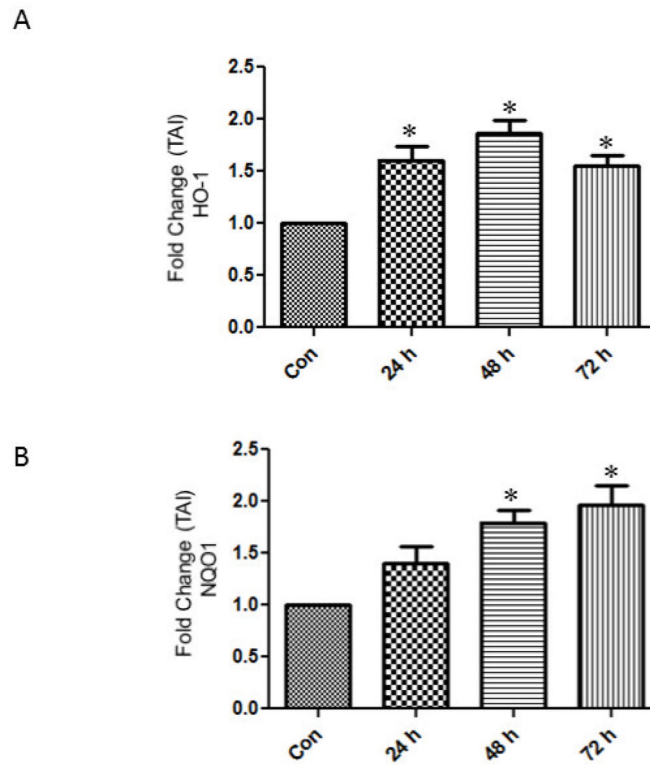 A
Fold Change (TAI)
HO-1
2.5
2.0
1.5
1.0
0.5
0.0
*
*
*
Con
24 h
48 h
72 h
B
Fold Change (TAI)
NQO1
2.5
2.0
1.5
1.0
0.5
0.0
*
*
Con
24 h
48 h
72 h